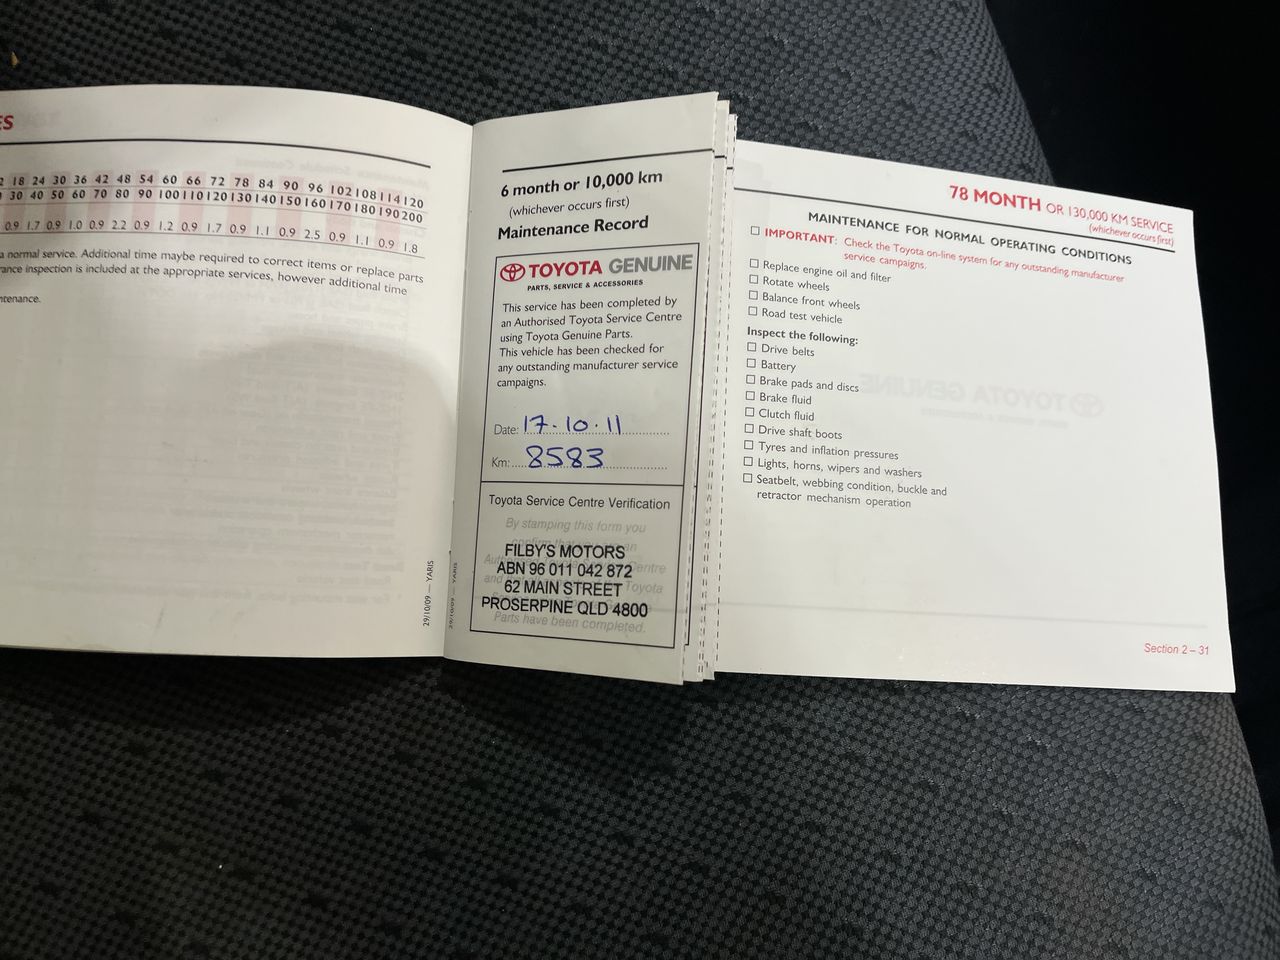 ES
18 24 30 36 42 48 54 60 66 72 78 84 90 96 102 108 114 120
30 40 50 60 70 80 90 100 110 120 130 140 150 160 170 180 190 200
0.9 1.7 0.9 1.0 0.9 2.2 0.9 1.2 0.9 1.7 0.9 1.1 0.9 2.5 0.9 1.1 0.9 1.8
a normal service. Additional time maybe required to correct items or replace parts
rance inspection is included at the appropriate services, however additional time
ntenance.
29/10/09 — YARIS
29/10/09 — YARIS
6 month or 10,000 km
(whichever occurs first)
Maintenance Record
TOYOTA GENUINE
PARTS, SERVICE & ACCESSORIES
This service has been completed by
an Authorised Toyota Service Centre
using Toyota Genuine Parts.
This vehicle has been checked for
any outstanding manufacturer service
campaigns.
Date: 17.10.11
Km: 8583
Toyota Service Centre Verification
By stamping this form you
FILBY'S MOTORS
ABN 96 011 042 872
62 MAIN STREET
PROSERPINE QLD 4800
Parts have been completed.
78 MONTH OR 130,000 KM SERVICE
(whichever occurs first)
MAINTENANCE FOR NORMAL OPERATING CONDITIONS
IMPORTANT: Check the Toyota on-line system for any outstanding manufacturer
service campaigns.
Replace engine oil and filter
Rotate wheels
Balance front wheels
Road test vehicle
Inspect the following:
Drive belts
Battery
Brake pads and discs
Brake fluid
Clutch fluid
Drive shaft boots
Tyres and inflation pressures
Lights, horns, wipers and washers
Seatbelt, webbing condition, buckle and
retractor mechanism operation
Section 2 – 31